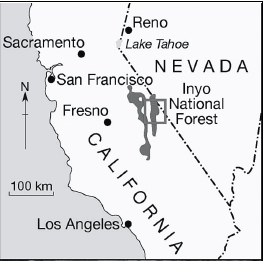 Reno
Sacramento
Lake Tahoe
NEVADA
San Francisco
Inyo
National
Forest
N
Fresno
CALIFORNIA
100 km
Los Angeles